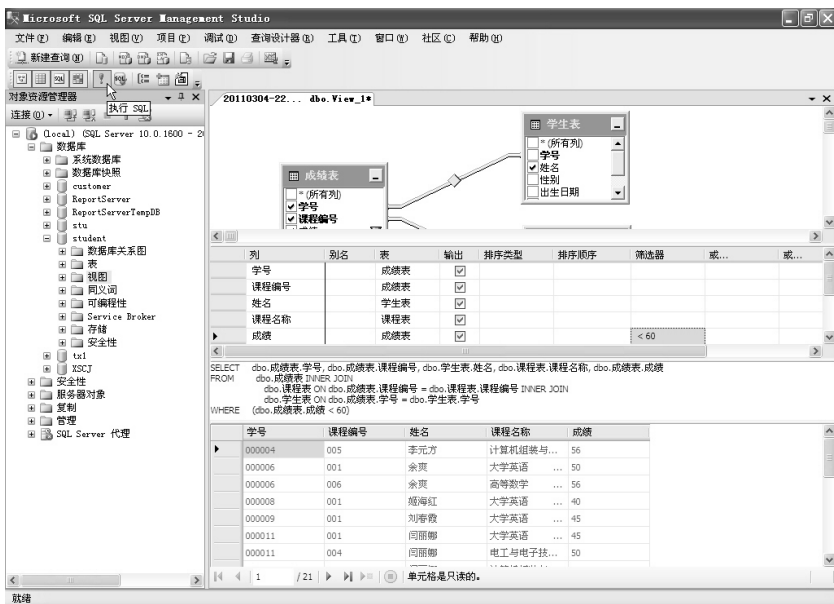 Microsoft SQL Server Management Studio
文件(F) 编辑(E) 视图(V) 项目(P) 调试(D) 查询设计器(R) 工具(T) 窗口(W) 社区(C) 帮助(H)
新建查询(N)
对象资源管理器
执行 SQL
连接(O)
(local) (SQL Server 10.0.1600 - 20
数据库
系统数据库
数据库快照
customer
ReportServer
ReportServerTempDB
stu
student
数据库关系图
表
视图
同义词
可编程性
Service Broker
存储
安全性
tx1
XSCJ
安全性
服务器对象
复制
管理
SQL Server 代理
20110304-22... dbo.View_1*
学生表
* (所有列)
学号
姓名
性别
出生日期
成绩表
* (所有列)
学号
课程编号
列 别名 表 输出 排序类型 排序顺序 筛选器 或... 或...
学号 成绩表
课程编号 成绩表
姓名 学生表
课程名称 课程表
成绩 成绩表 < 60
SELECT dbo.成绩表.学号, dbo.成绩表.课程编号, dbo.学生表.姓名, dbo.课程表.课程名称, dbo.成绩表.成绩
FROM dbo.成绩表 INNER JOIN
dbo.课程表 ON dbo.成绩表.课程编号 = dbo.课程表.课程编号 INNER JOIN
dbo.学生表 ON dbo.成绩表.学号 = dbo.学生表.学号
WHERE (dbo.成绩表.成绩 < 60)
学号 课程编号 姓名 课程名称 成绩
000004 005 李元方 计算机组装与... 56
000006 001 余爽 大学英语 ... 50
000006 006 余爽 高等数学 ... 56
000008 001 姬海红 大学英语 ... 40
000009 001 刘春霞 大学英语 ... 45
000011 001 闫丽娜 大学英语 ... 45
000011 004 闫丽娜 电工与电子技... 50
1 /21 单元格是只读的。
就绪